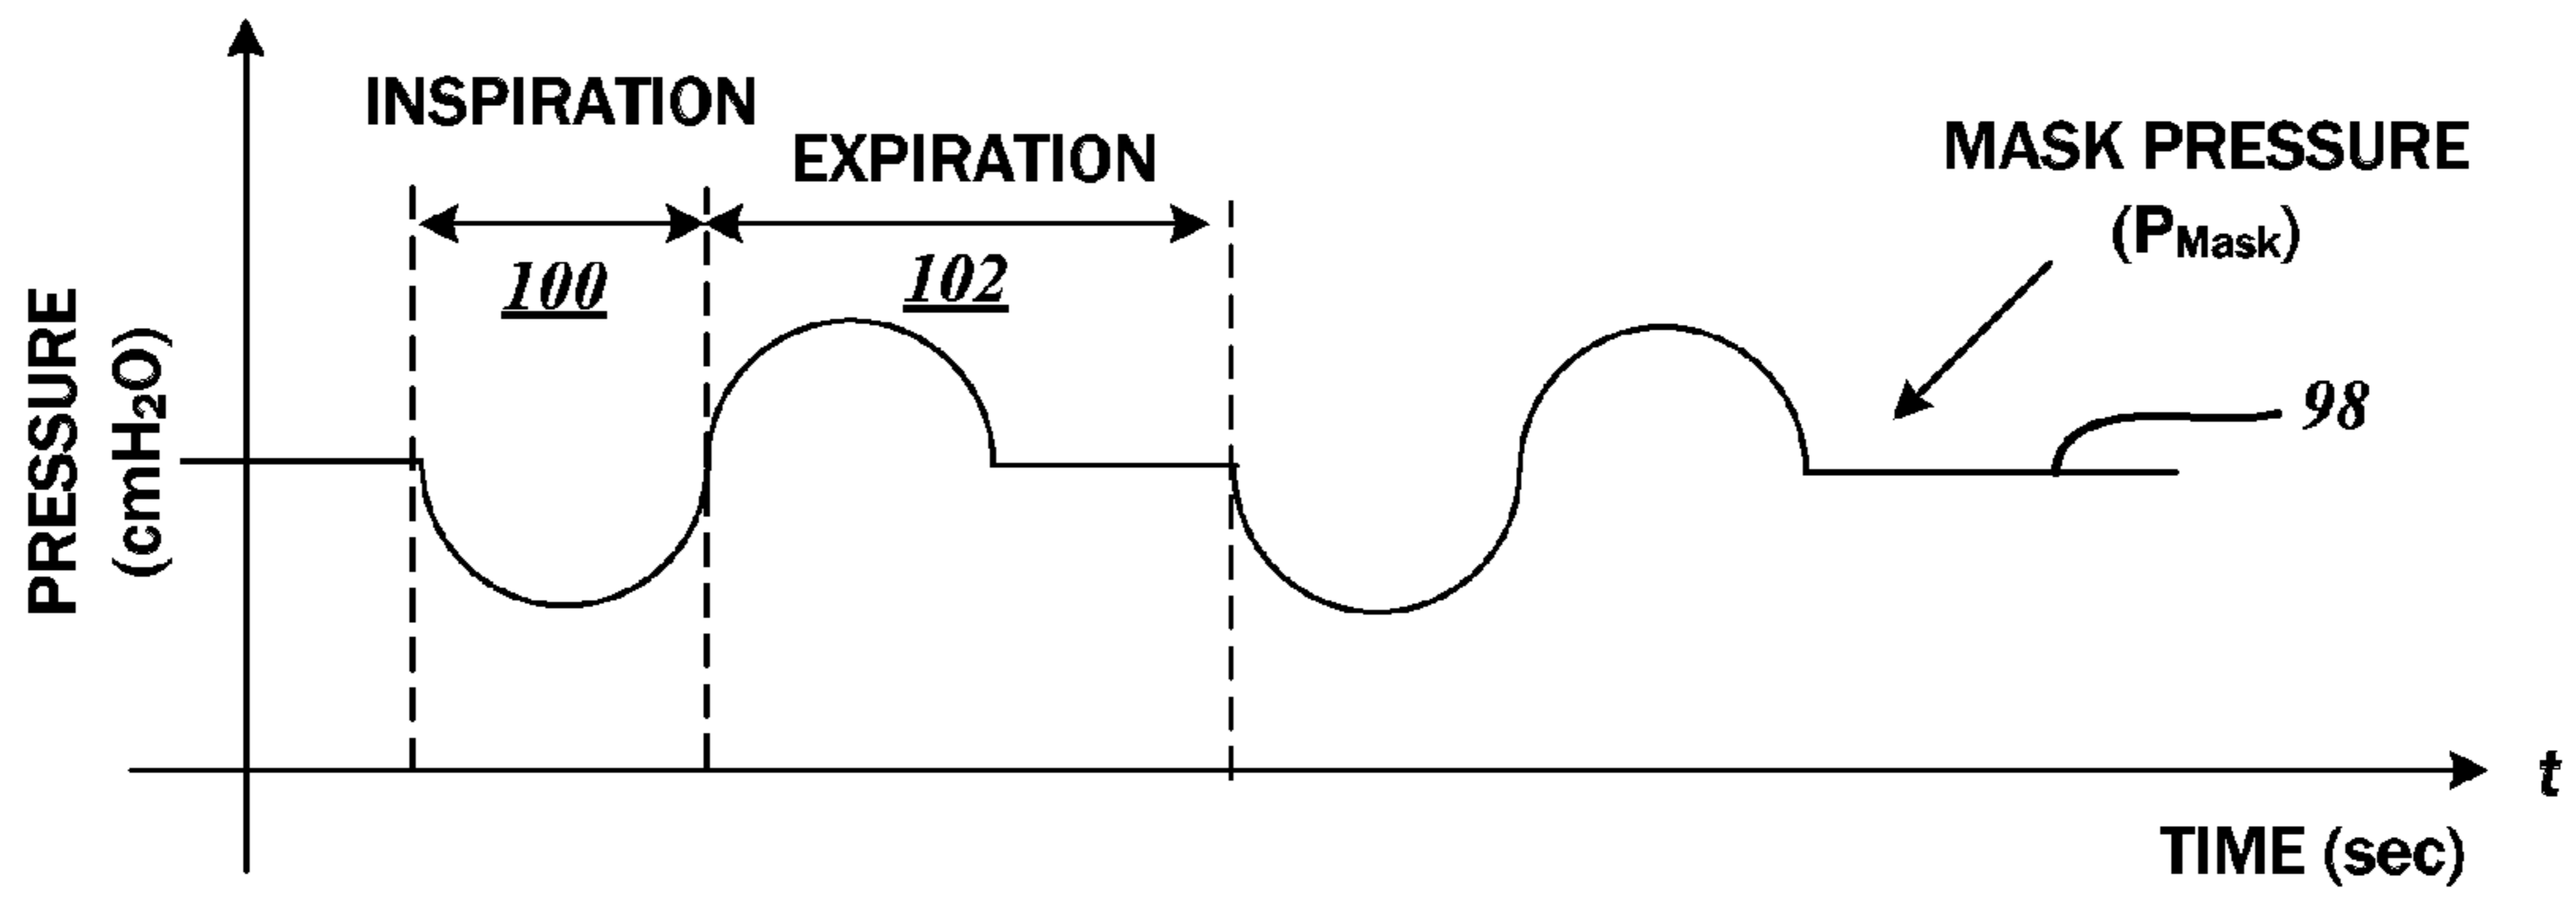 INSPIRATION
EXPIRATION
MASK PRESSURE
(PMask)
100
102
98
PRESSURE
(cmH2O)
t
TIME (sec)